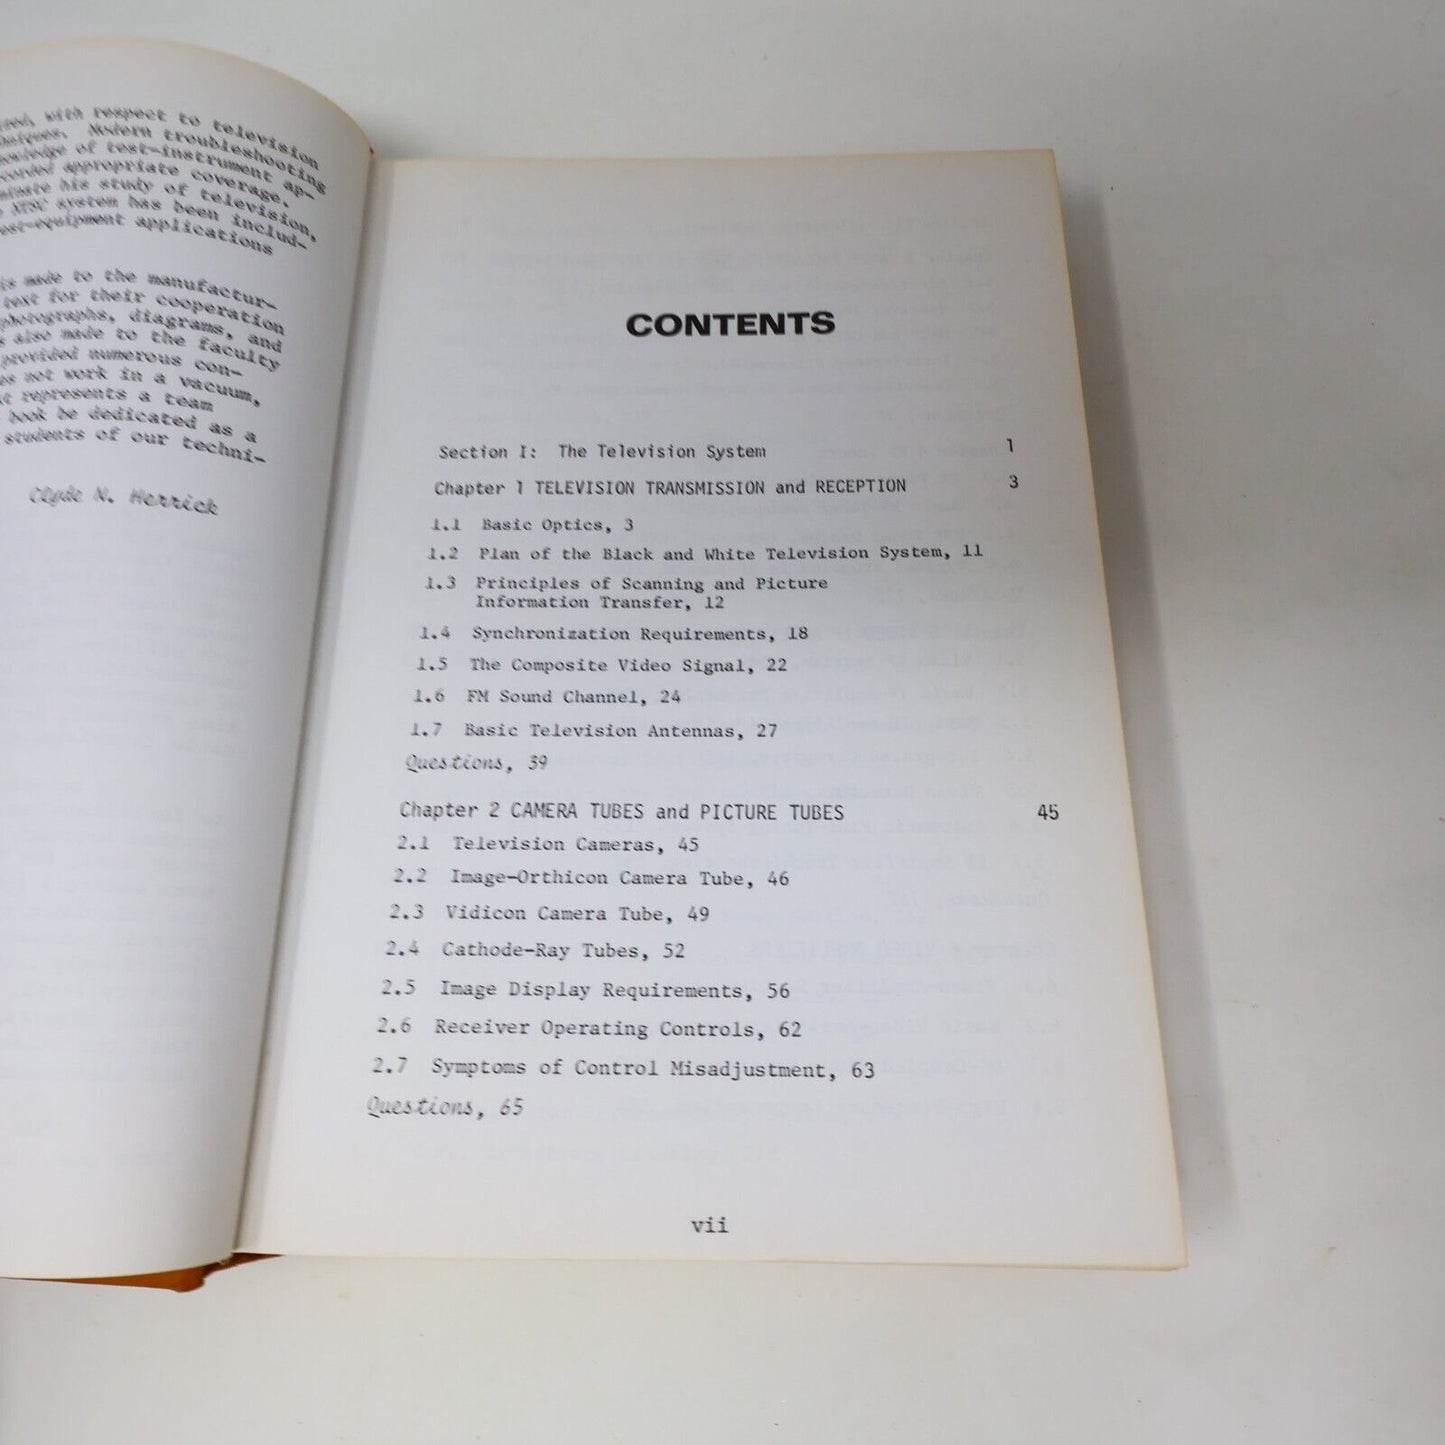 with respect to television
Modern troubleshooting
of test-instrument ap-
appropriate coverage.
his study of television,
NTSC system has been includ-
applications
is made to the manufactur-
text for their cooperation
photographs, diagrams, and
also made to the faculty
provided numerous con-
not work in a vacuum,
represents a team
book be dedicated as a
students of our techni-
Clyde N. Herrick
CONTENTS
Section I: The Television System 1
Chapter 1 TELEVISION TRANSMISSION and RECEPTION 3
1.1 Basic Optics, 3
1.2 Plan of the Black and White Television System, 11
1.3 Principles of Scanning and Picture
Information Transfer, 12
1.4 Synchronization Requirements, 18
1.5 The Composite Video Signal, 22
1.6 FM Sound Channel, 24
1.7 Basic Television Antennas, 27
Questions, 39
Chapter 2 CAMERA TUBES and PICTURE TUBES 45
2.1 Television Cameras, 45
2.2 Image-Orthicon Camera Tube, 46
2.3 Vidicon Camera Tube, 49
2.4 Cathode-Ray Tubes, 52
2.5 Image Display Requirements, 56
2.6 Receiver Operating Controls, 62
2.7 Symptoms of Control Misadjustment, 63
Questions, 65
vii